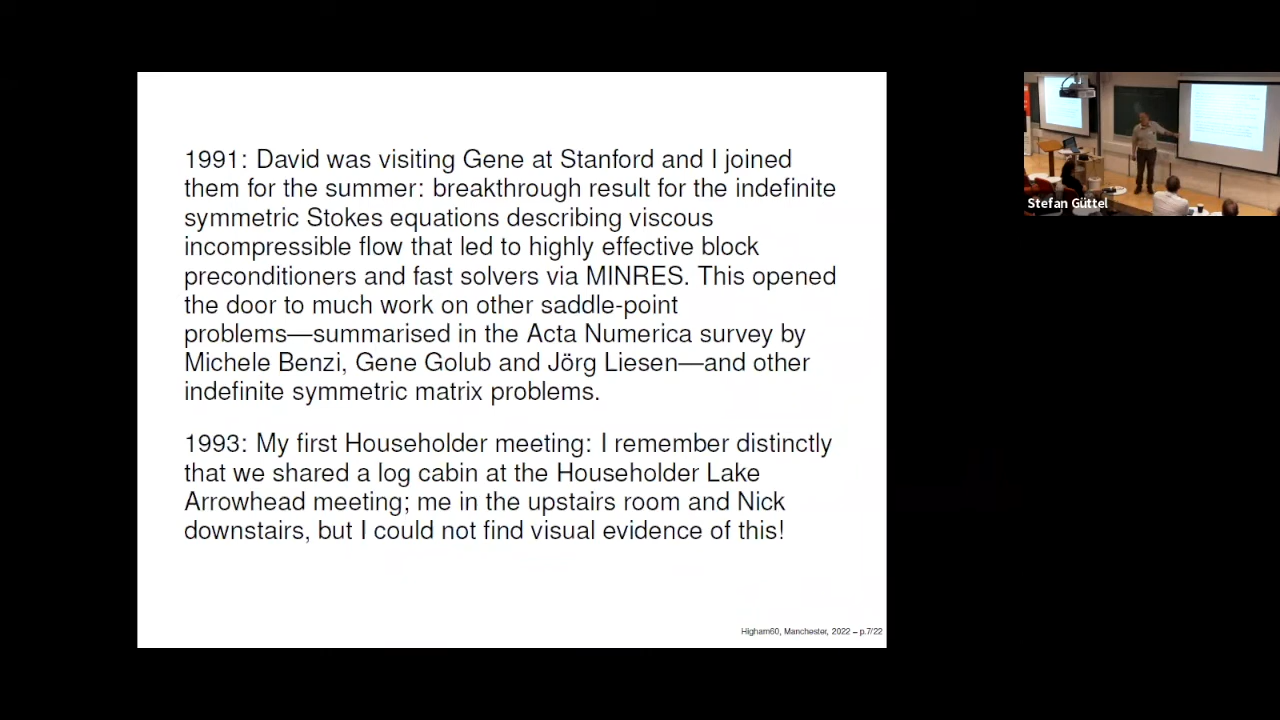 1991: David was visiting Gene at Stanford and I joined
them for the summer: breakthrough result for the indefinite
symmetric Stokes equations describing viscous
incompressible flow that led to highly effective block
preconditioners and fast solvers via MINRES. This opened
the door to much work on other saddle-point
problems—summarised in the Acta Numerica survey by
Michele Benzi, Gene Golub and Jörg Liesen—and other
indefinite symmetric matrix problems.
1993: My first Householder meeting: I remember distinctly
that we shared a log cabin at the Householder Lake
Arrowhead meeting; me in the upstairs room and Nick
downstairs, but I could not find visual evidence of this!
Higham60, Manchester, 2022 – p.7/22
Stefan Güttel